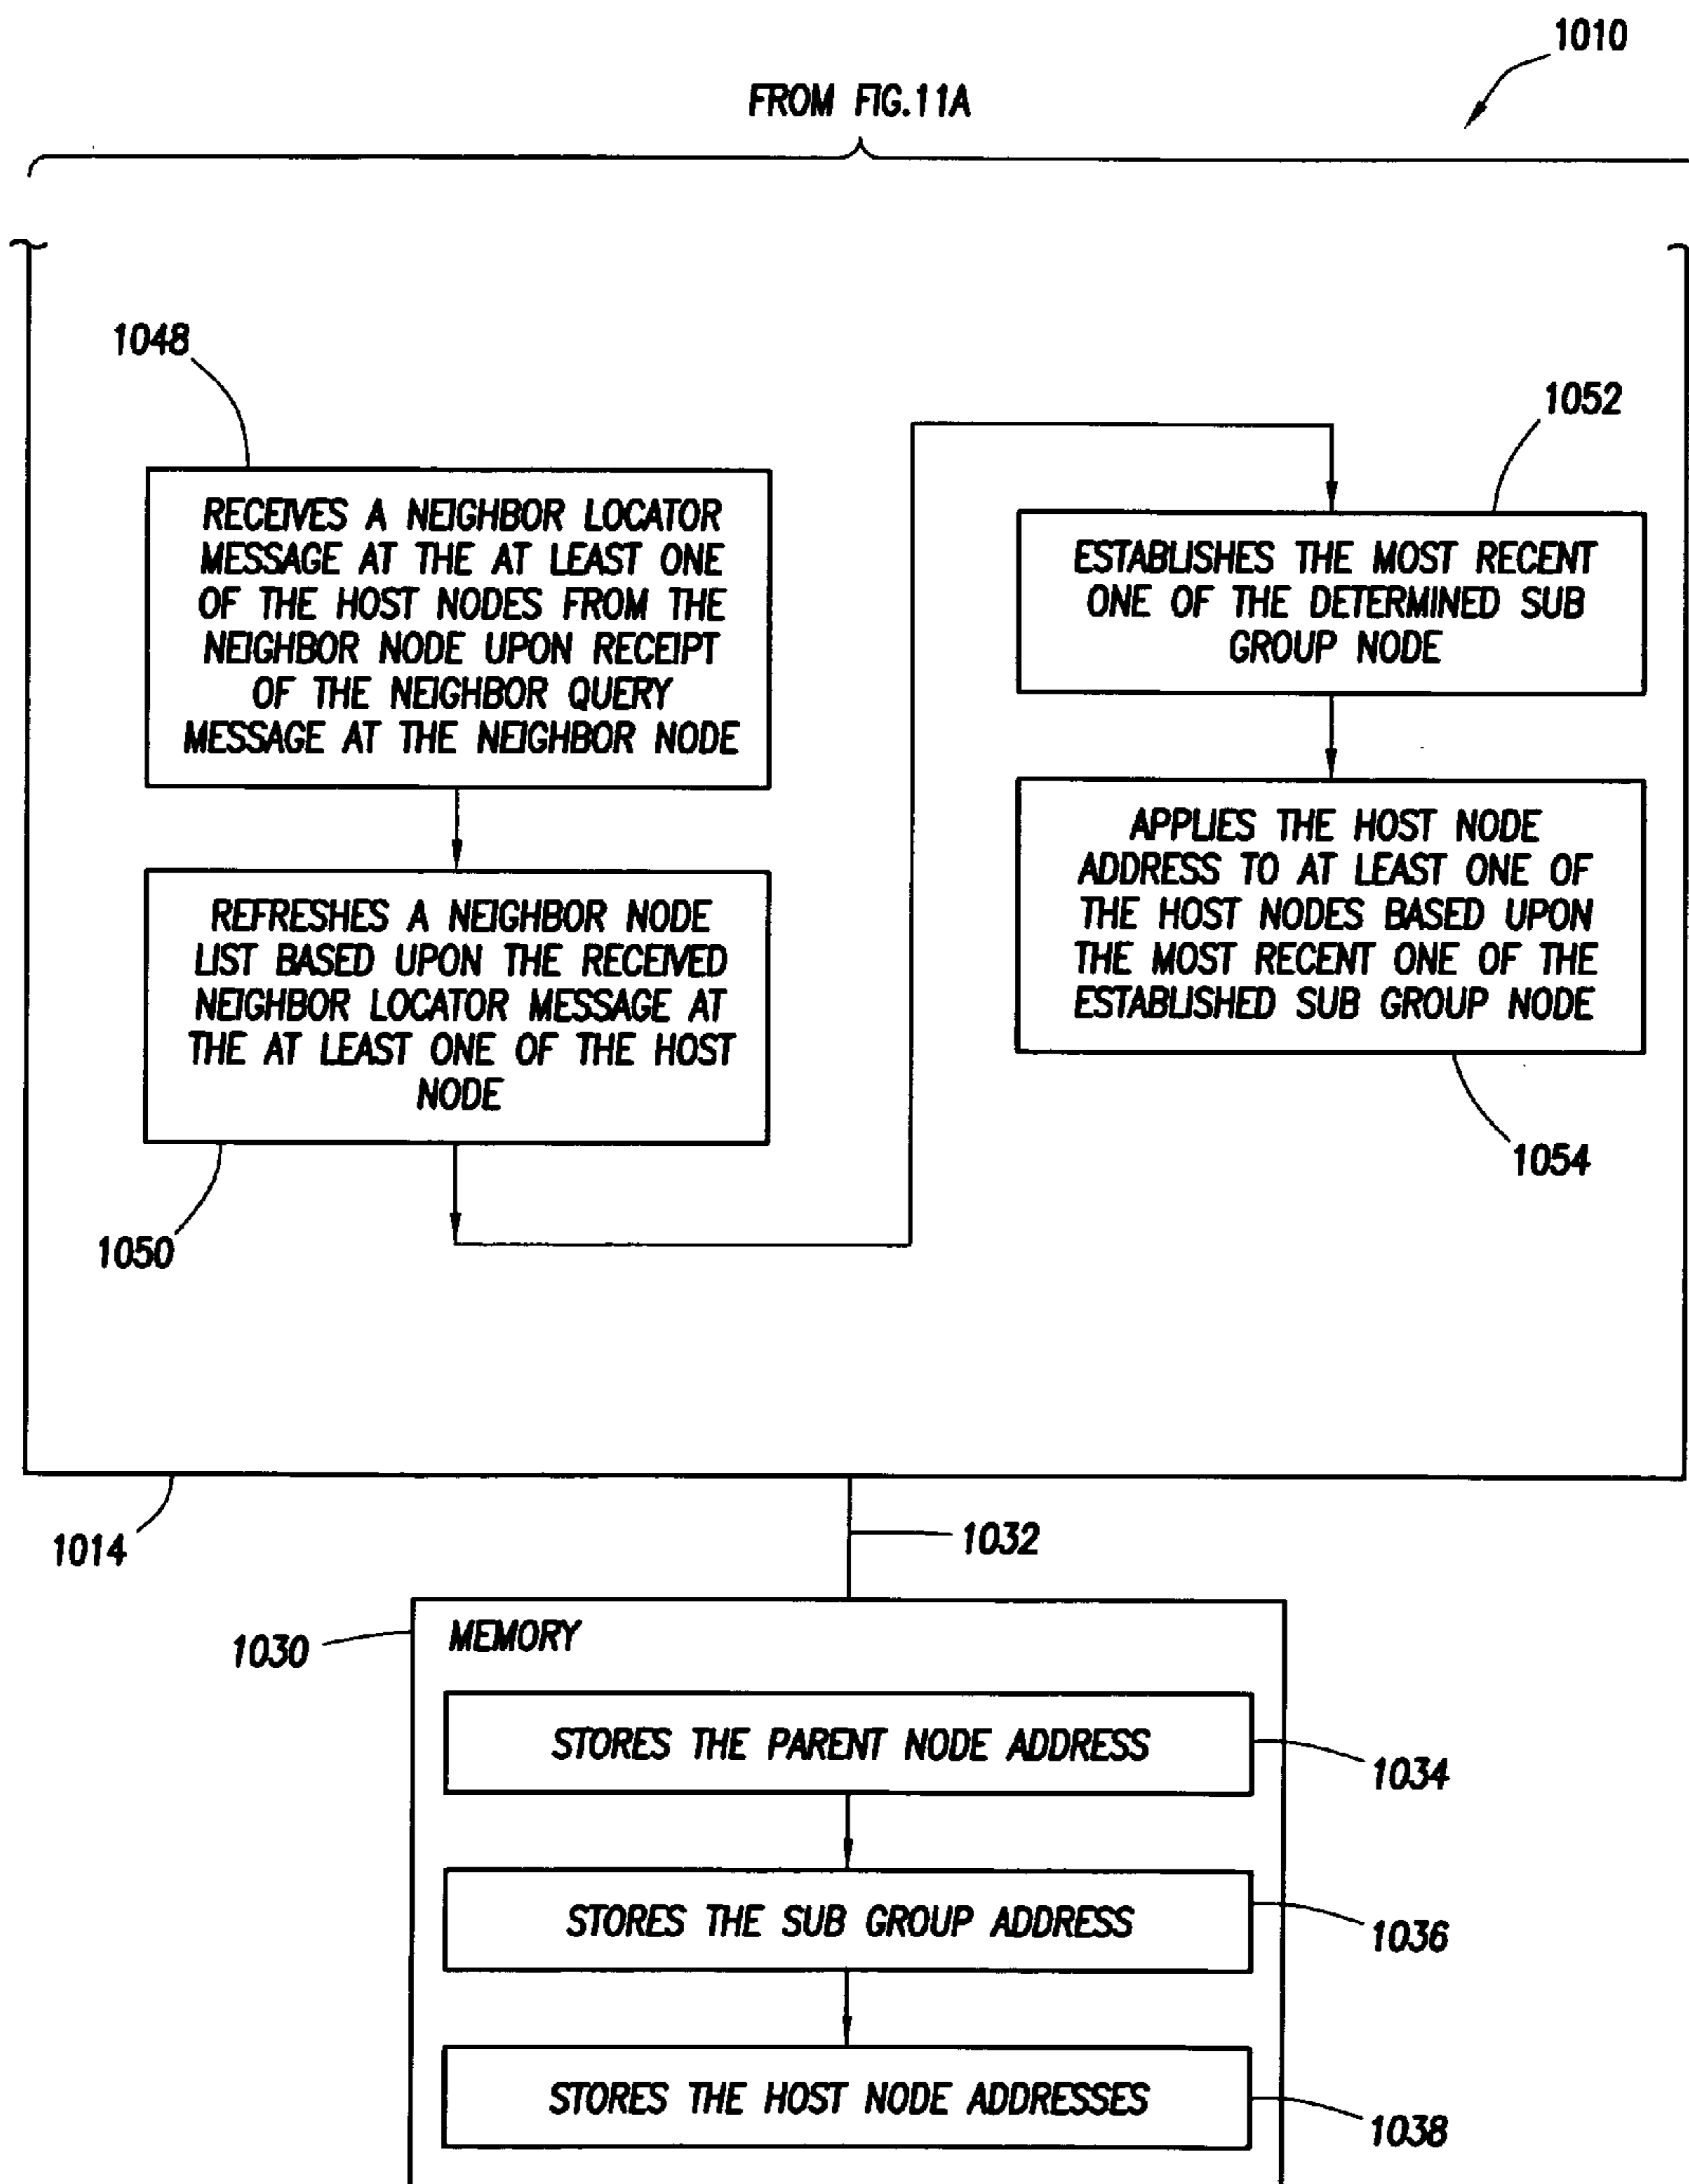 1010
FROM FIG.11A
1048
RECEIVES A NEIGHBOR LOCATOR
MESSAGE AT THE AT LEAST ONE
OF THE HOST NODES FROM THE
NEIGHBOR NODE UPON RECEIPT
OF THE NEIGHBOR QUERY
MESSAGE AT THE NEIGHBOR NODE
REFRESHES A NEIGHBOR NODE
LIST BASED UPON THE RECEIVED
NEIGHBOR LOCATOR MESSAGE AT
THE AT LEAST ONE OF THE HOST
NODE
1050
1052
ESTABLISHES THE MOST RECENT
ONE OF THE DETERMINED SUB
GROUP NODE
APPLIES THE HOST NODE
ADDRESS TO AT LEAST ONE OF
THE HOST NODES BASED UPON
THE MOST RECENT ONE OF THE
ESTABLISHED SUB GROUP NODE
1054
1014
1032
1030
MEMORY
STORES THE PARENT NODE ADDRESS
1034
STORES THE SUB GROUP ADDRESS
1036
STORES THE HOST NODE ADDRESSES
1038